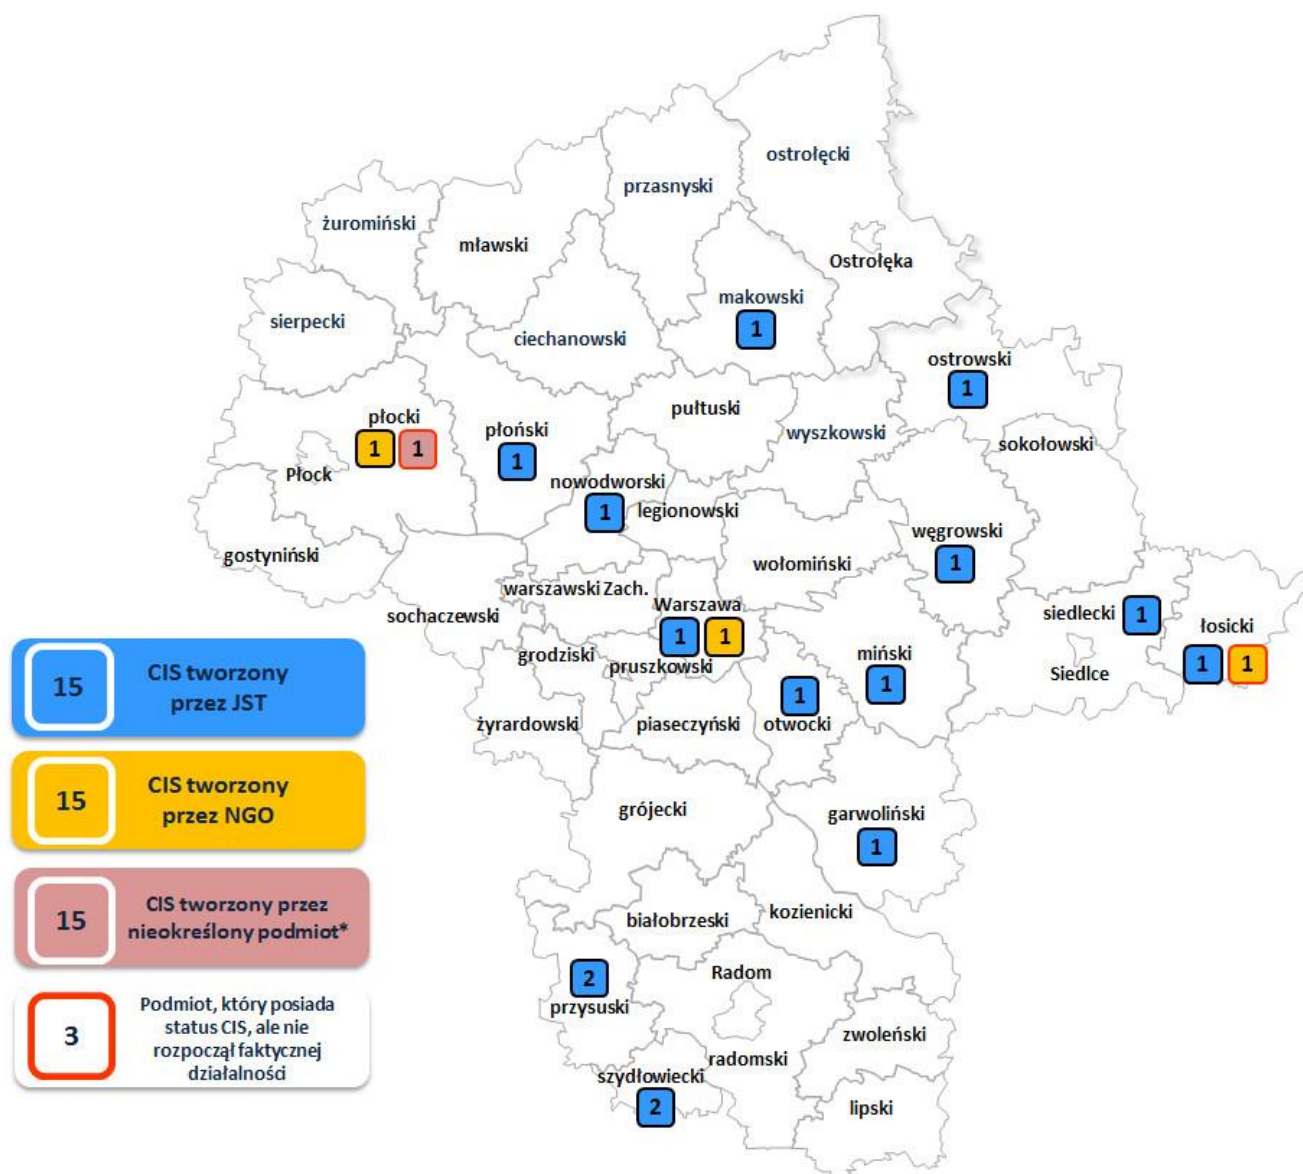 ostrołęcki
przasnyski
żuromiński
mławski
Ostrołęka
makowski
1
sierpecki
ciechanowski
ostrowski
1
płocki
1 1
płoński
1
pułtuski
wyszkowski
sokołowski
Płock
nowodworski
1
legionowski
węgrowski
1
gostyniński
wołomiński
warszawski Zach.
sochaczewski
Warszawa
1 1
siedlecki 1
łosicki
1 1
Siedlce
grodziski
pruszkowski
miński
1
1
otwocki
żyrardowski
piaseczyński
grójecki
garwoliński
1
białobrzeski
kozienicki
2
przysuski
Radom
zwoleński
radomski
szydłowiecki
2
lipski
15
CIS tworzony
przez JST
15
CIS tworzony
przez NGO
15
CIS tworzony przez
nieokreślony podmiot*
3
Podmiot, który posiada
status CIS, ale nie
rozpoczął faktycznej
działalności